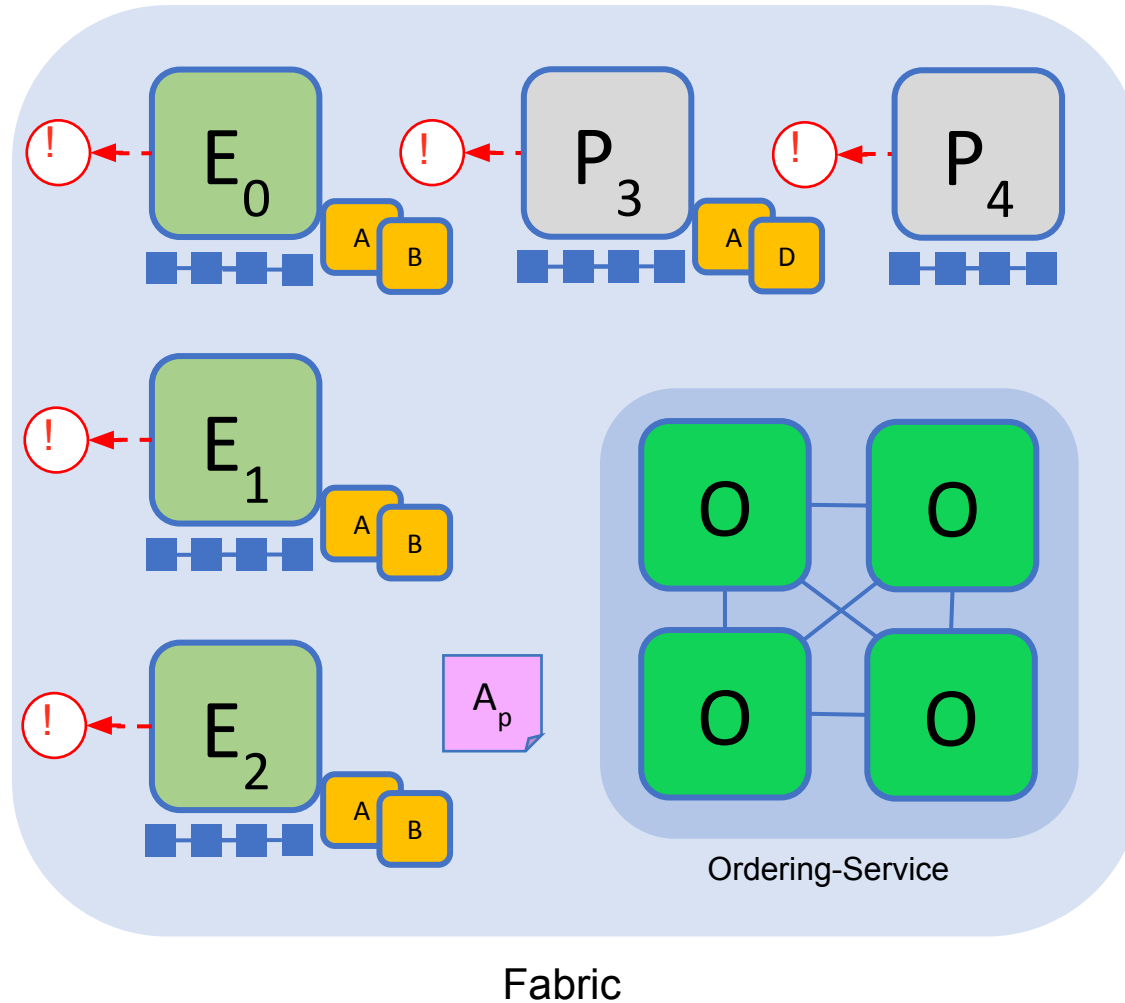 ! E0 ! P3 ! P4
A B A D
! E1
A B
O O
! E2
Ap
O O
A B
Ordering-Service
Fabric